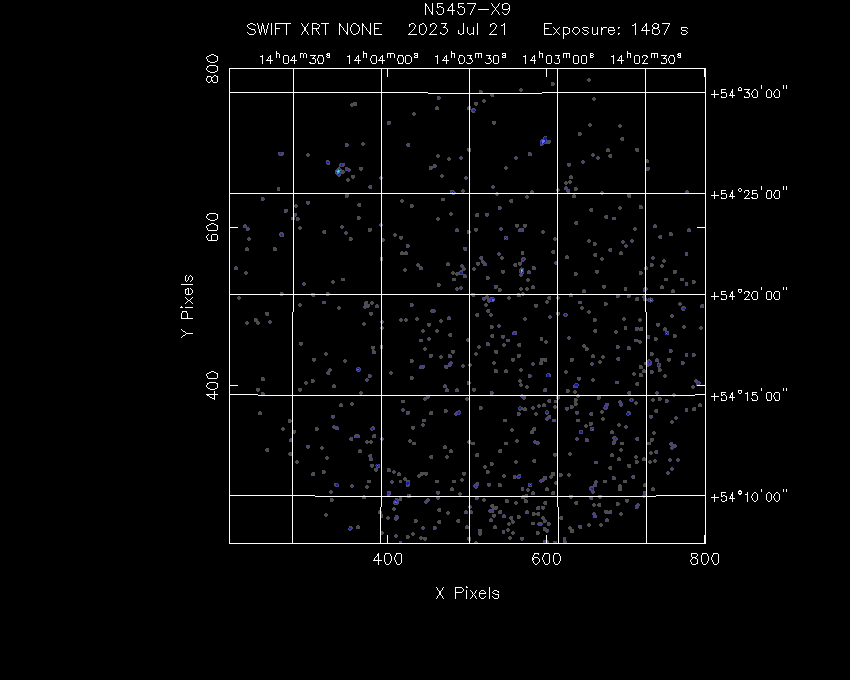 N5457-X9
SWIFT XRT NONE 2023 Jul 21 Exposure: 1487 s
14ʰ04ᵐ30ˢ 14ʰ04ᵐ00ˢ 14ʰ03ᵐ30ˢ 14ʰ03ᵐ00ˢ 14ʰ02ᵐ30ˢ
800
+54°30'00"
+54°25'00"
600
+54°20'00"
Y Pixels
400
+54°15'00"
+54°10'00"
400 600 800
X Pixels